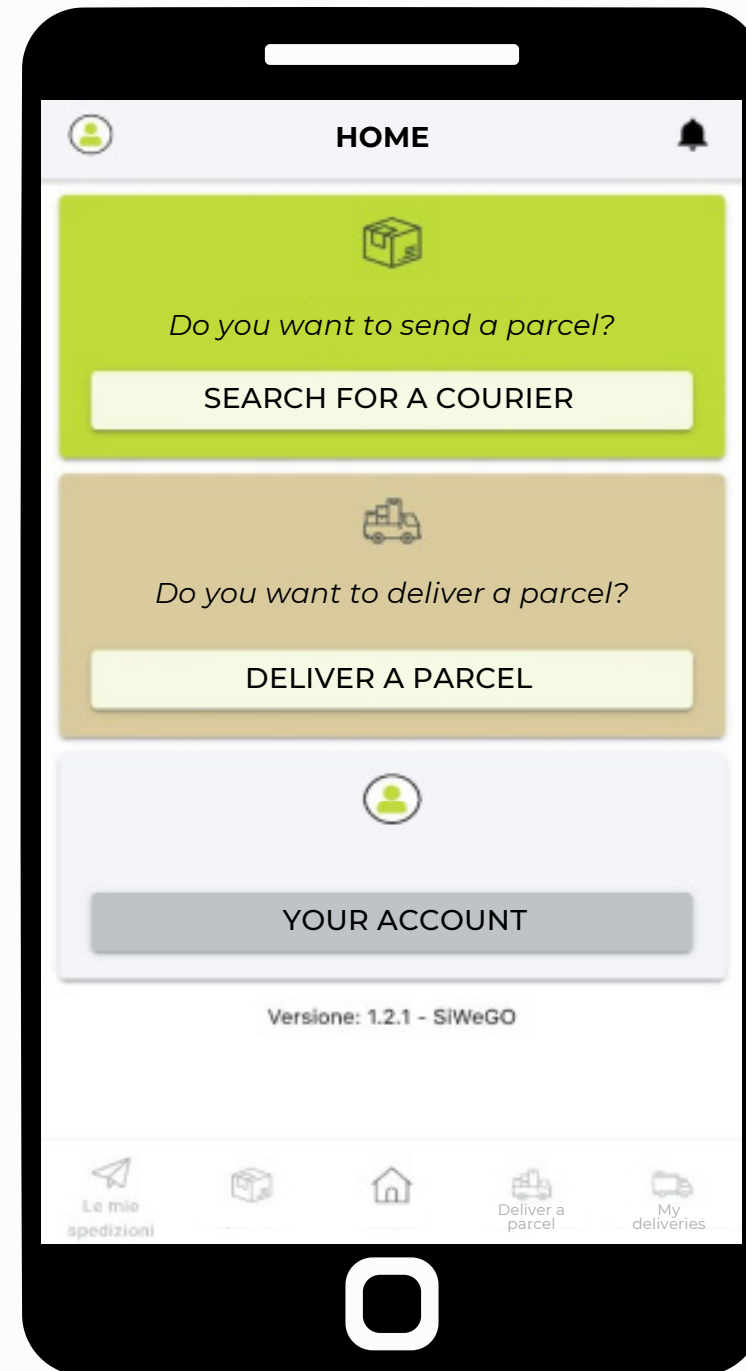 HOME
Do you want to send a parcel?
SEARCH FOR A COURIER
Do you want to deliver a parcel?
DELIVER A PARCEL
YOUR ACCOUNT
Versione: 1.2.1 - SiWeGO
Le mie
spedizioni
Deliver a
parcel
My
deliveries